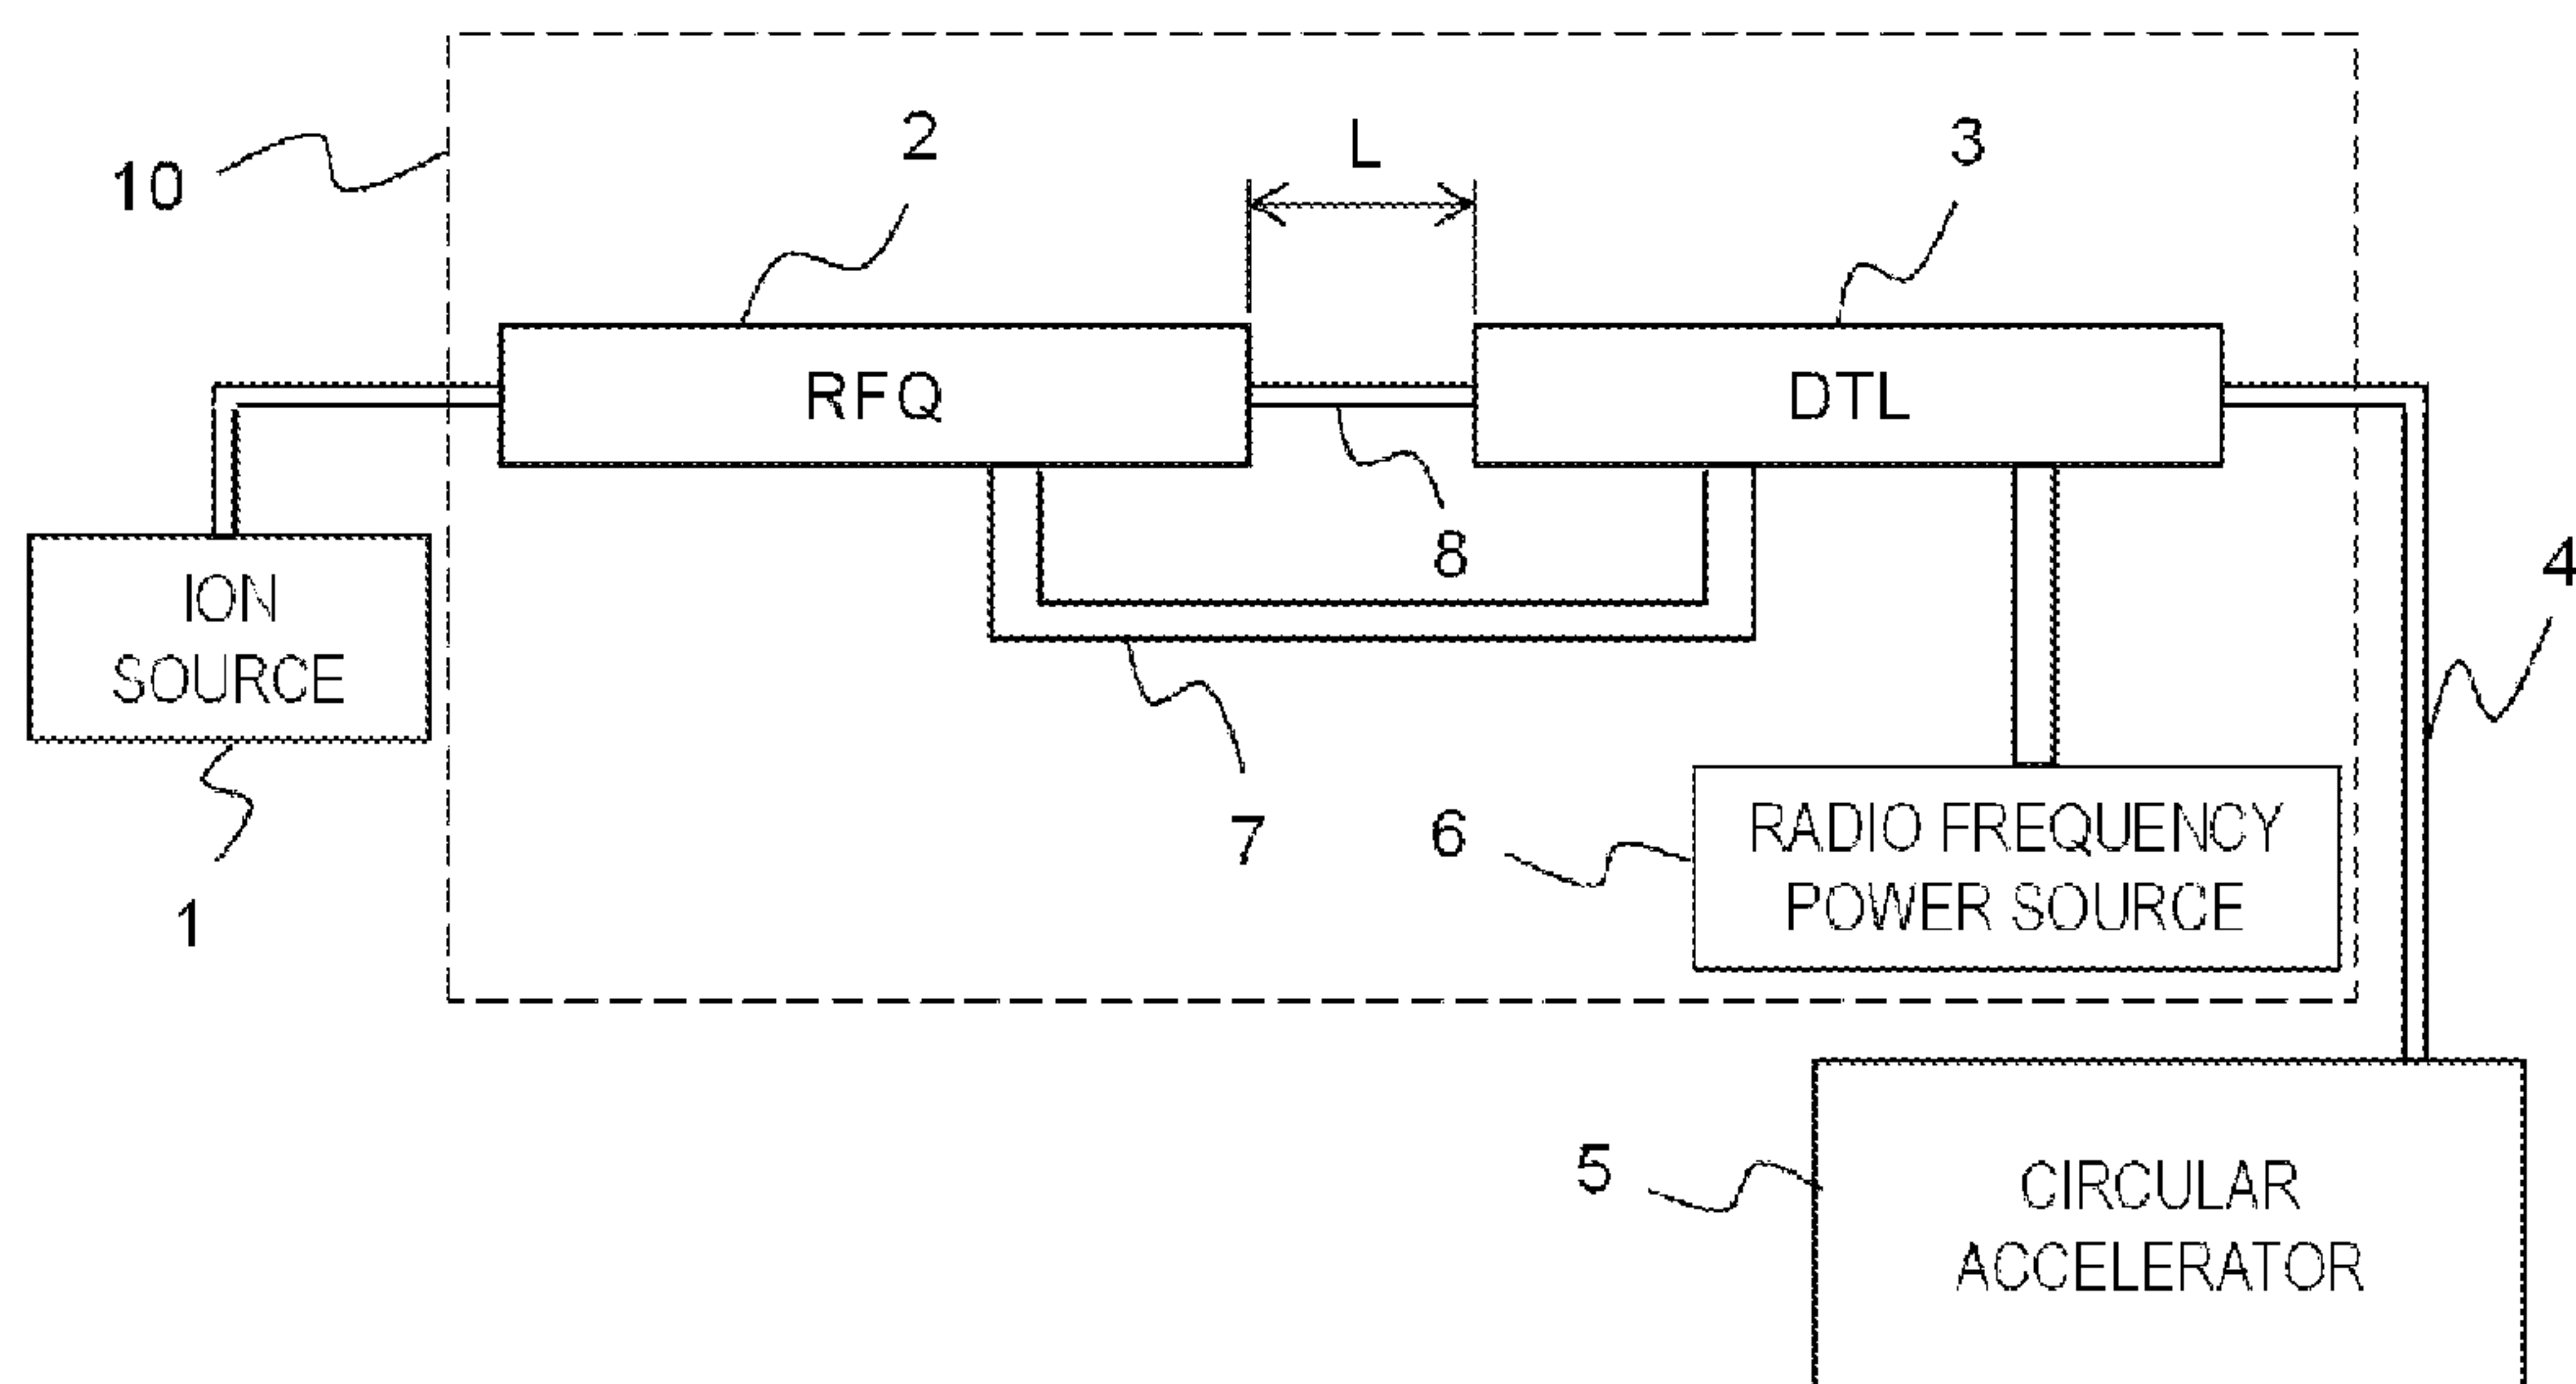 2
L
3
10
RFQ
DTL
8
4
ION
SOURCE
7
6
RADIO FREQUENCY
POWER SOURCE
1
5
CIRCULAR
ACCELERATOR